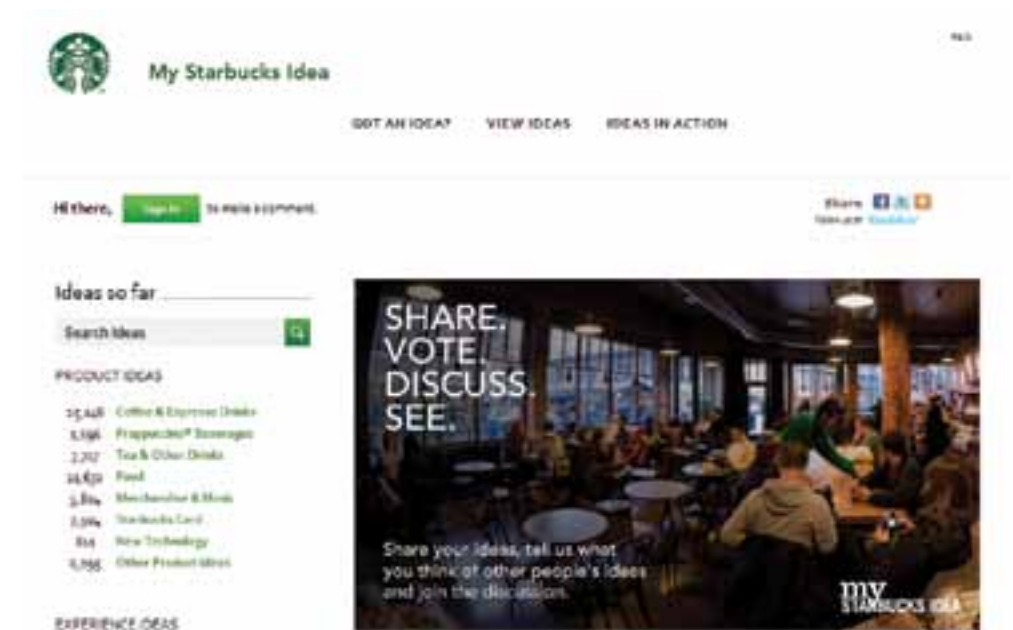 My Starbucks Idea
FAQ
GOT AN IDEA? VIEW IDEAS IDEAS IN ACTION
Hi there, Sign In to make a comment.
Share
Ideas so far
Search Ideas
PRODUCT IDEAS
Coffee & Espresso Drinks
Frappuccino® Beverages
Tea & Other Drinks
Food
Merchandise & Music
Starbucks Card
New Technology
Other Product Ideas
EXPERIENCE IDEAS
SHARE.
VOTE.
DISCUSS.
SEE.
Share your ideas, tell us what
you think of other people's ideas
and join the discussion.
my
STARBUCKS IDEA